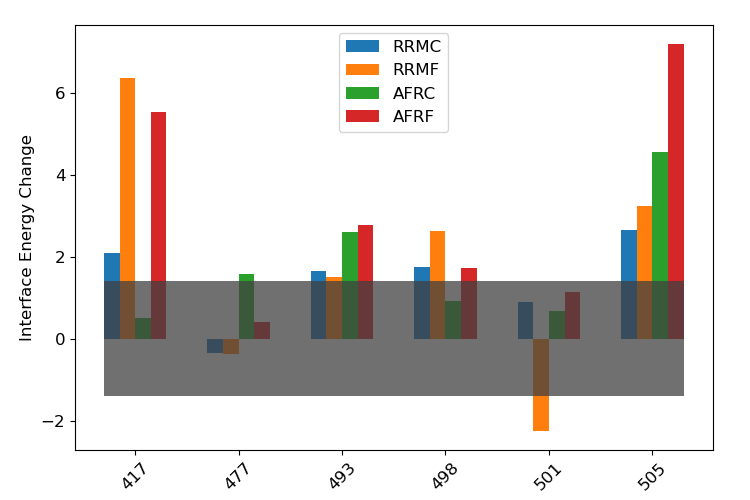 RRMC
RRMF
AFRC
AFRF
Interface Energy Change
6
4
2
0
−2
417
477
493
498
501
505